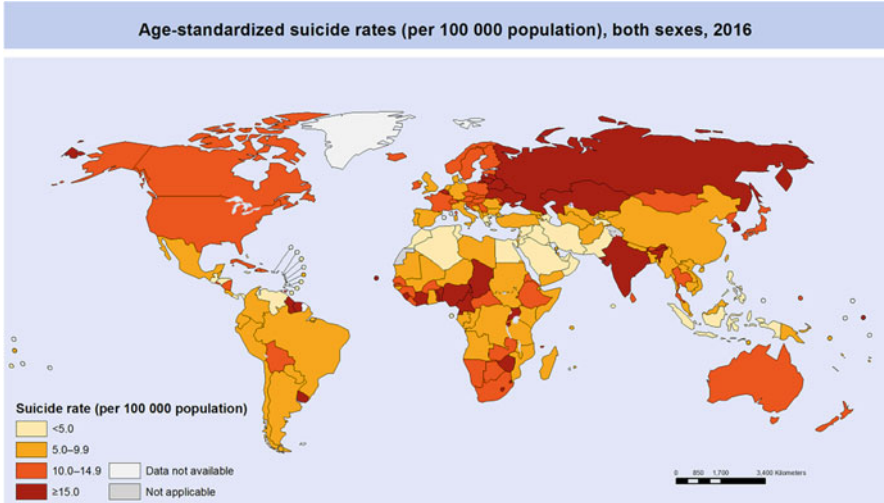 Age-standardized suicide rates (per 100 000 population), both sexes, 2016
Suicide rate (per 100 000 population)
<5.0
5.0–9.9
10.0–14.9
≥15.0
Data not available
Not applicable
0 850 1,700 3,400 Kilometers